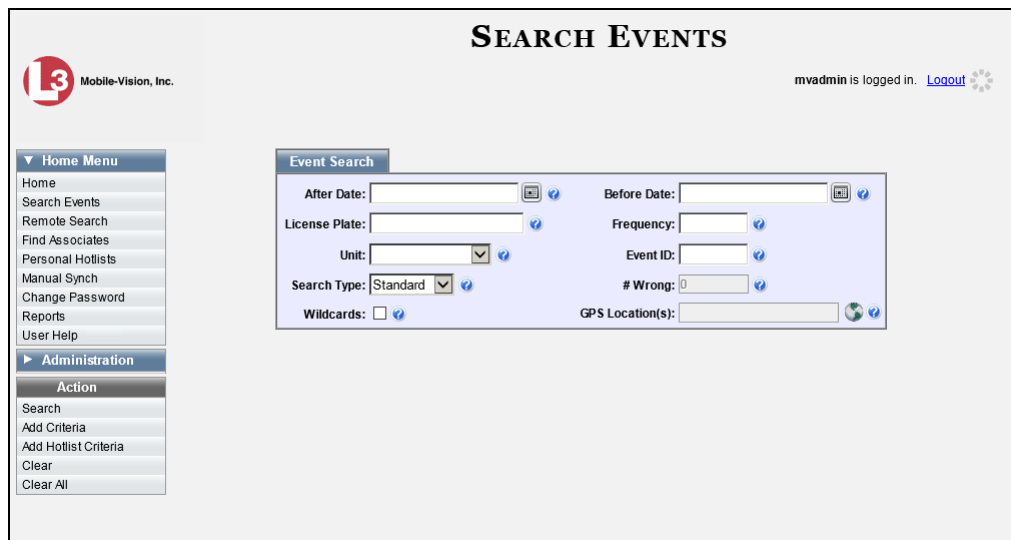 SEARCH EVENTS
L3 Mobile-Vision, Inc.
mvadmin is logged in. Logout
Home Menu
Home
Search Events
Remote Search
Find Associates
Personal Hotlists
Manual Synch
Change Password
Reports
User Help
Administration
Action
Search
Add Criteria
Add Hotlist Criteria
Clear
Clear All
Event Search
After Date: Before Date:
License Plate: Frequency:
Unit: Event ID:
Search Type: Standard # Wrong: 0
Wildcards: GPS Location(s):